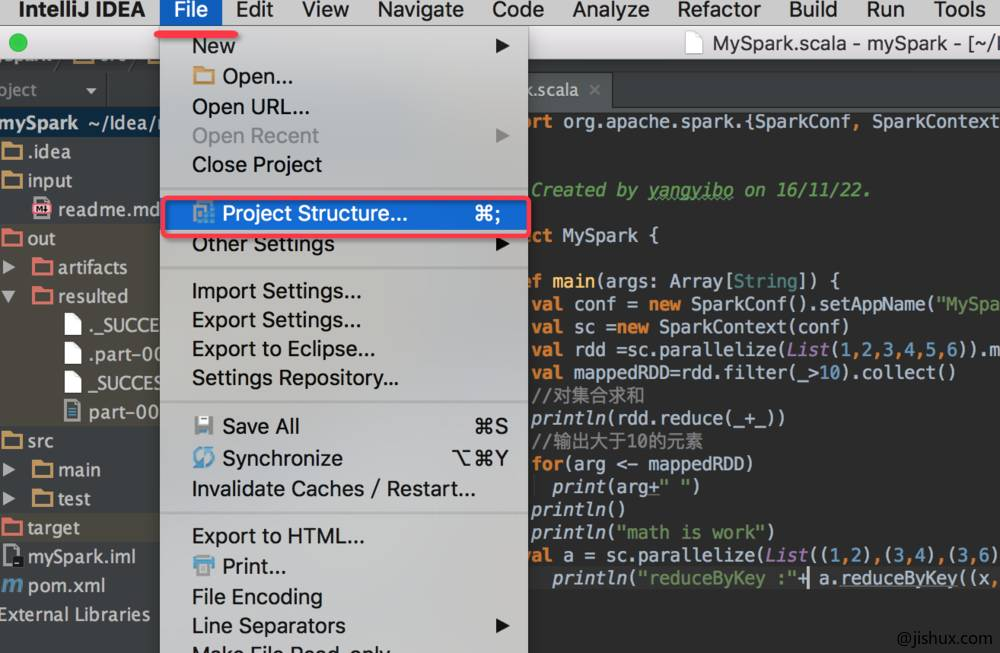 IntelliJ IDEA File Edit View Navigate Code Analyze Refactor Build Run Tools
MySpark.scala - mySpark - [~/I
oject
mySpark ~/Idea/
.idea
input
readme.md
out
artifacts
resulted
._SUCCE
.part-00
_SUCCES
part-00
src
main
test
target
mySpark.iml
pom.xml
External Libraries
New
Open...
Open URL...
Open Recent
Close Project
Project Structure... ⌘;
Other Settings
Import Settings...
Export Settings...
Export to Eclipse...
Settings Repository...
Save All ⌘S
Synchronize ⌥⌘Y
Invalidate Caches / Restart...
Export to HTML...
Print...
File Encoding
Line Separators
Make File Read-only
k.scala
ort org.apache.spark.{SparkConf, SparkContext
Created by yangyibo on 16/11/22.
ect MySpark {
ef main(args: Array[String]) {
val conf = new SparkConf().setAppName("MySpa
val sc =new SparkContext(conf)
val rdd =sc.parallelize(List(1,2,3,4,5,6)).m
val mappedRDD=rdd.filter(_>10).collect()
//对集合求和
println(rdd.reduce(_+_))
//输出大于10的元素
for(arg <- mappedRDD)
print(arg+" ")
println()
println("math is work")
val a = sc.parallelize(List((1,2),(3,4),(3,6)
println("reduceByKey :"+ a.reduceByKey((x,
@jishux.com